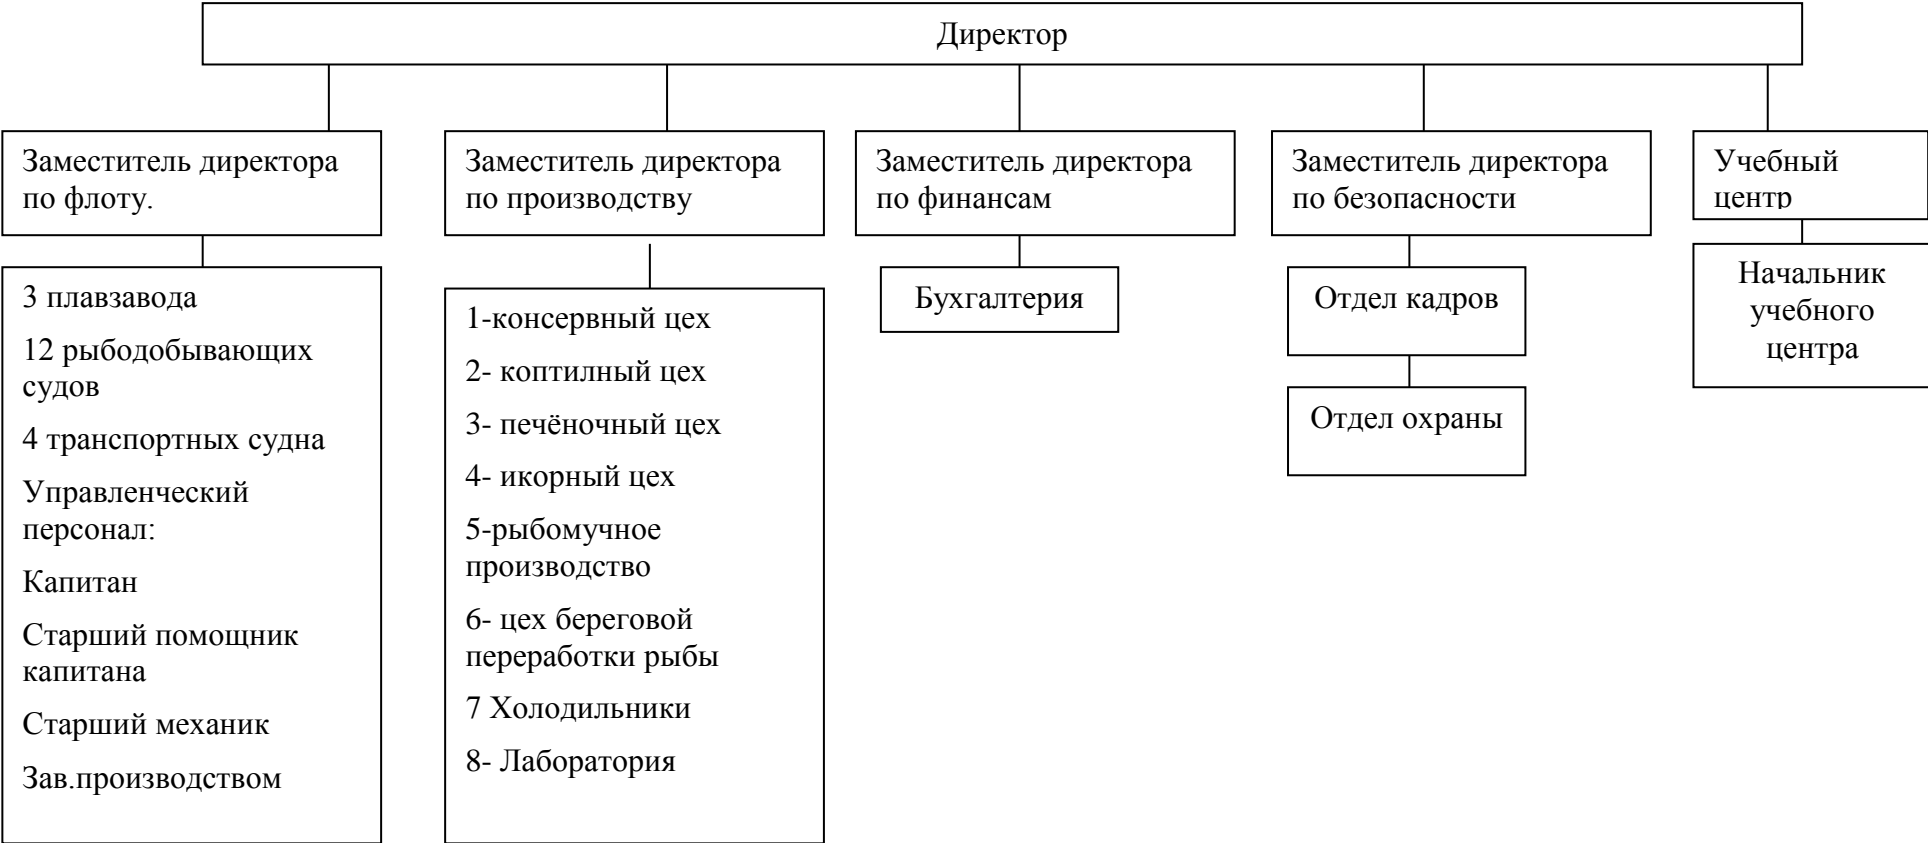 Директор
Заместитель директора
по флоту.
Заместитель директора
по производству
Заместитель директора
по финансам
Заместитель директора
по безопасности
Учебный
центр
3 плавзавода
12 рыбодобывающих
судов
4 транспортных судна
Управленческий
персонал:
Капитан
Старший помощник
капитана
Старший механик
Зав.производством
1-консервный цех
2- коптилный цех
3- печёночный цех
4- икорный цех
5-рыбомучное
производство
6- цех береговой
переработки рыбы
7 Холодильники
8- Лаборатория
Бухгалтерия
Отдел кадров
Отдел охраны
Начальник
учебного
центра